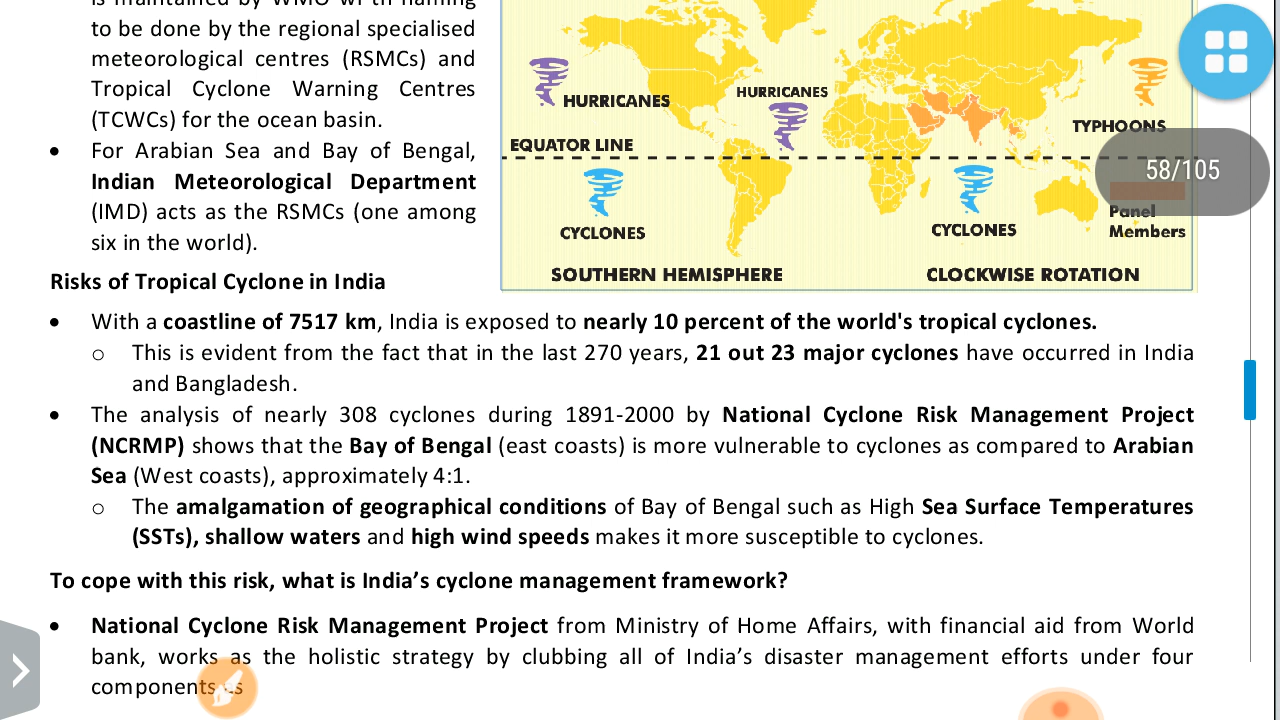 is maintained by WMO wi th naming
to be done by the regional specialised
meteorological centres (RSMCs) and
Tropical Cyclone Warning Centres
(TCWCs) for the ocean basin.
• For Arabian Sea and Bay of Bengal,
Indian Meteorological Department
(IMD) acts as the RSMCs (one among
six in the world).
HURRICANES
HURRICANES
TYPHOONS
EQUATOR LINE
58/105
Panel
Members
CYCLONES
CYCLONES
SOUTHERN HEMISPHERE
CLOCKWISE ROTATION
Risks of Tropical Cyclone in India
• With a coastline of 7517 km, India is exposed to nearly 10 percent of the world's tropical cyclones.
o This is evident from the fact that in the last 270 years, 21 out 23 major cyclones have occurred in India
and Bangladesh.
• The analysis of nearly 308 cyclones during 1891-2000 by National Cyclone Risk Management Project
(NCRMP) shows that the Bay of Bengal (east coasts) is more vulnerable to cyclones as compared to Arabian
Sea (West coasts), approximately 4:1.
o The amalgamation of geographical conditions of Bay of Bengal such as High Sea Surface Temperatures
(SSTs), shallow waters and high wind speeds makes it more susceptible to cyclones.
To cope with this risk, what is India’s cyclone management framework?
• National Cyclone Risk Management Project from Ministry of Home Affairs, with financial aid from World
bank, works as the holistic strategy by clubbing all of India’s disaster management efforts under four
components as